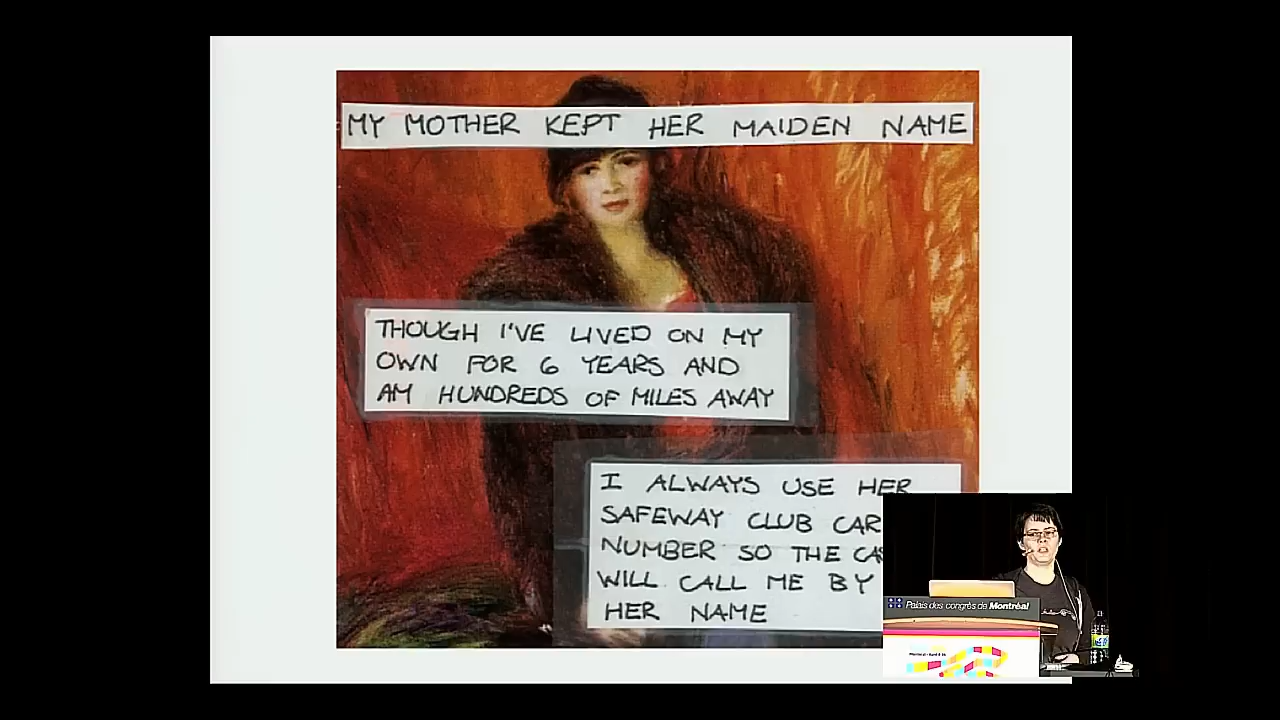 MY MOTHER KEPT HER MAIDEN NAME
THOUGH I'VE LIVED ON MY
OWN FOR 6 YEARS AND
AM HUNDREDS OF MILES AWAY
I ALWAYS USE HER
SAFEWAY CLUB CAR
NUMBER SO THE CA
WILL CALL ME BY
HER NAME
Palais des congrès de Montréal